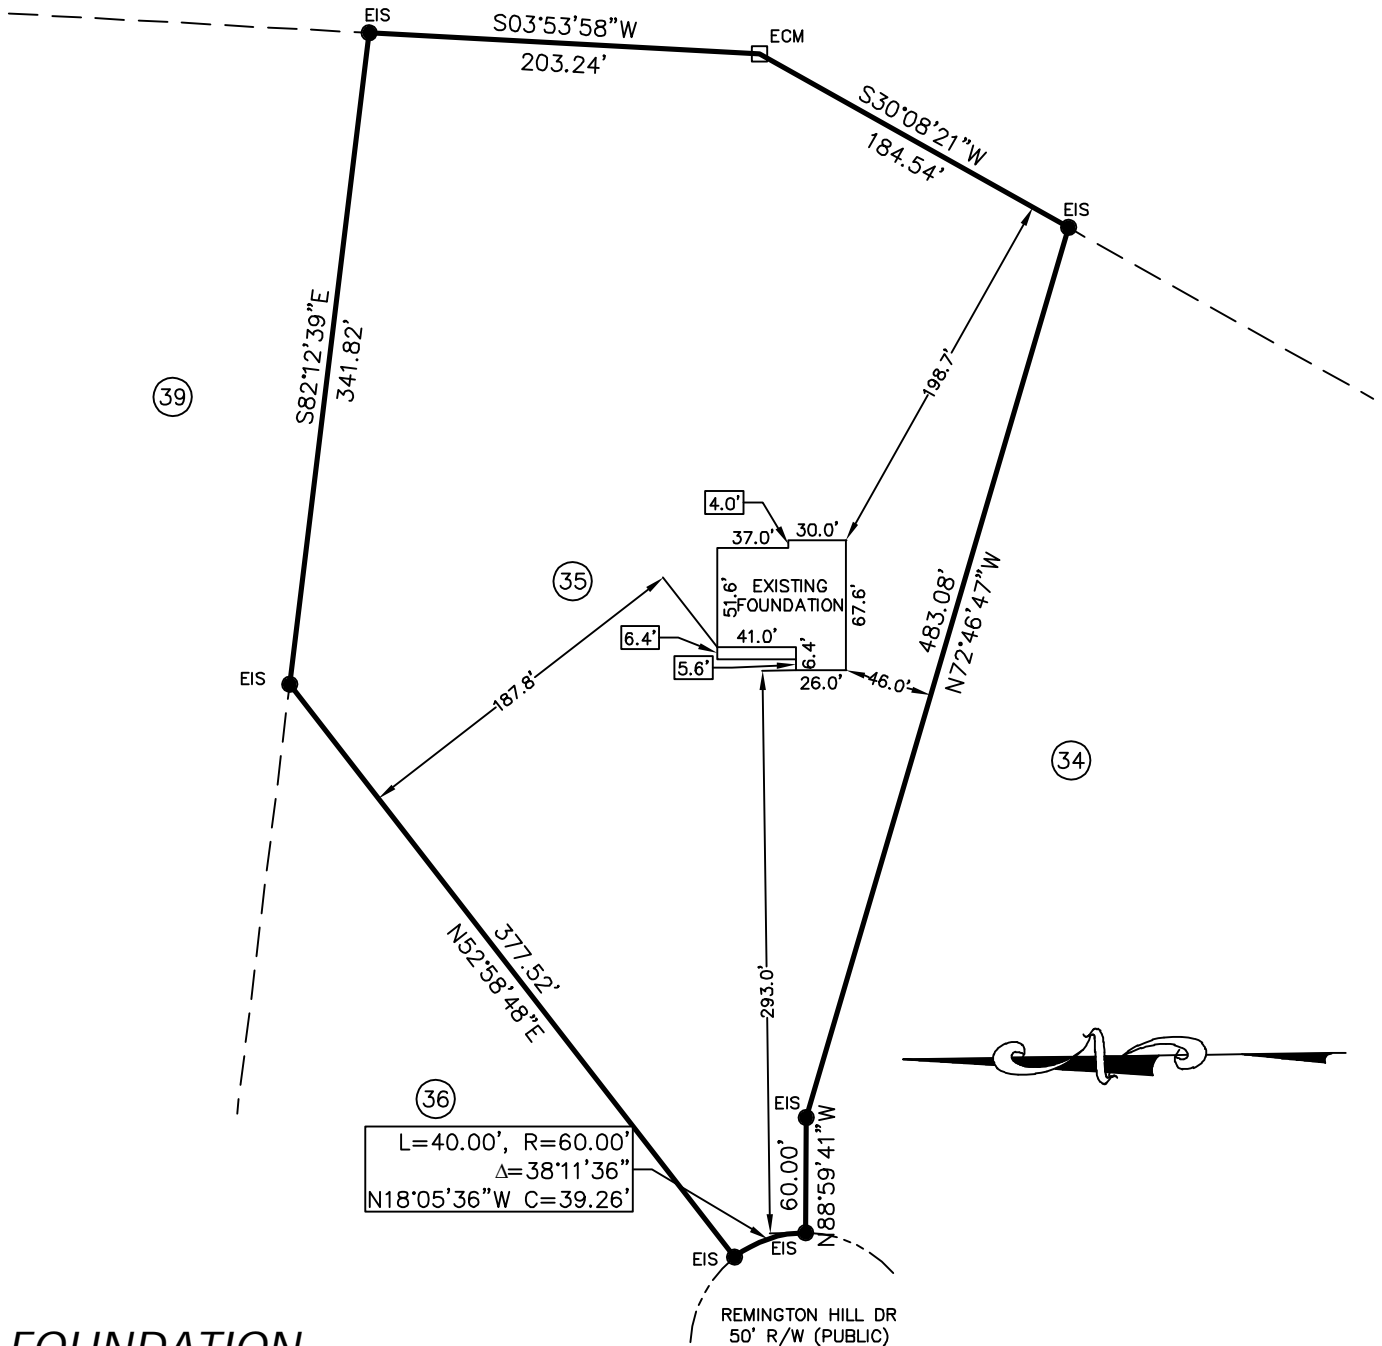 EIS
S03°53'58"W
203.24'
ECM
S30°08'21"W
184.54'
EIS
S82°12'39"E
341.82'
39
198.7'
4.0'
37.0'
30.0'
35
51.6'
EXISTING
FOUNDATION
67.6'
483.08'
N72°46'47"W
6.4'
41.0'
6.4'
5.6'
26.0'
46.0'
EIS
187.8'
34
377.52'
N52°58'48"E
293.0'
N
36
L=40.00', R=60.00'
Δ=38°11'36"
N18°05'36"W C=39.26'
EIS
60.00'
N88°59'41"W
EIS
EIS
REMINGTON HILL DR
50' R/W (PUBLIC)
FOUNDATION